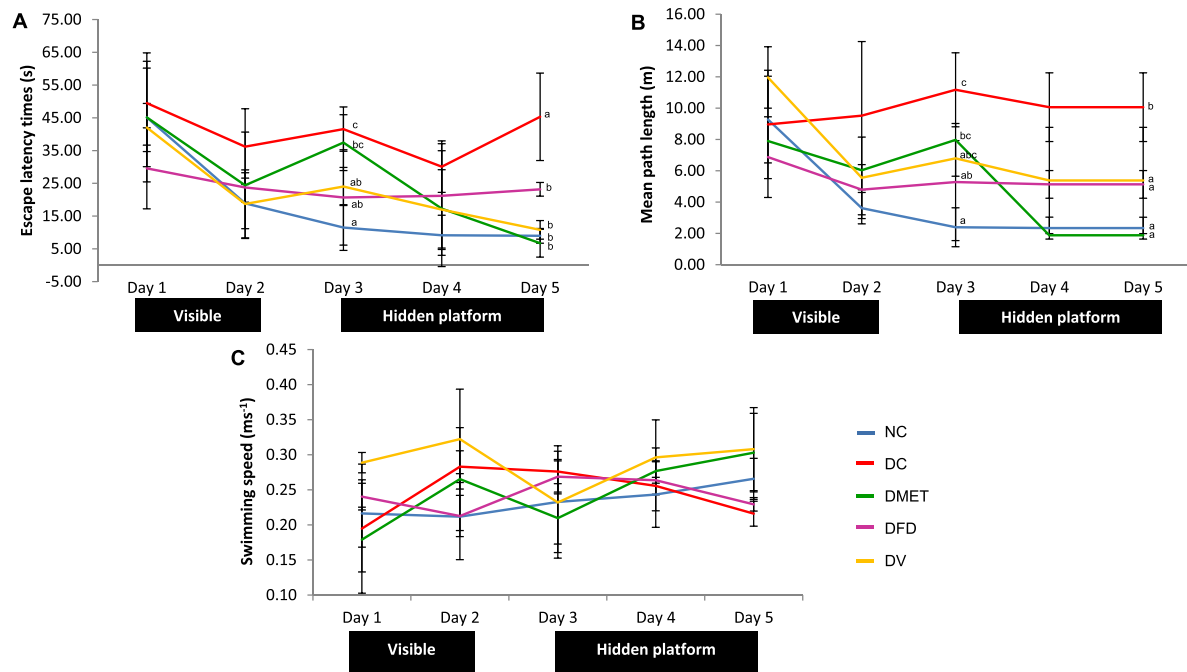 A
Escape latency times (s)
75.00
65.00
55.00
45.00
35.00
25.00
15.00
5.00
-5.00
c
bc
ab
ab
a
a
b
b
b
b
Day 1 Day 2 Day 3 Day 4 Day 5
Visible Hidden platform
B
Mean path length (m)
16.00
14.00
12.00
10.00
8.00
6.00
4.00
2.00
0.00
c
bc
abc
ab
a
b
a
a
a
a
Day 1 Day 2 Day 3 Day 4 Day 5
Visible Hidden platform
C
Swimming speed (ms-1)
0.45
0.40
0.35
0.30
0.25
0.20
0.15
0.10
Day 1 Day 2 Day 3 Day 4 Day 5
Visible Hidden platform
NC
DC
DMET
DFD
DV